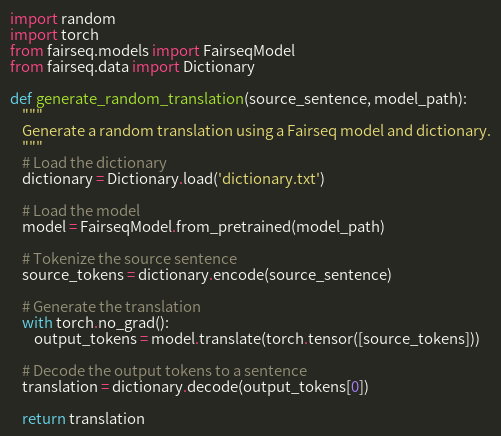 import random
import torch
from fairseq.models import FairseqModel
from fairseq.data import Dictionary

def generate_random_translation(source_sentence, model_path):
    """
    Generate a random translation using a Fairseq model and dictionary.
    """
    # Load the dictionary
    dictionary = Dictionary.load('dictionary.txt')

    # Load the model
    model = FairseqModel.from_pretrained(model_path)

    # Tokenize the source sentence
    source_tokens = dictionary.encode(source_sentence)

    # Generate the translation
    with torch.no_grad():
        output_tokens = model.translate(torch.tensor([source_tokens]))

    # Decode the output tokens to a sentence
    translation = dictionary.decode(output_tokens[0])

    return translation